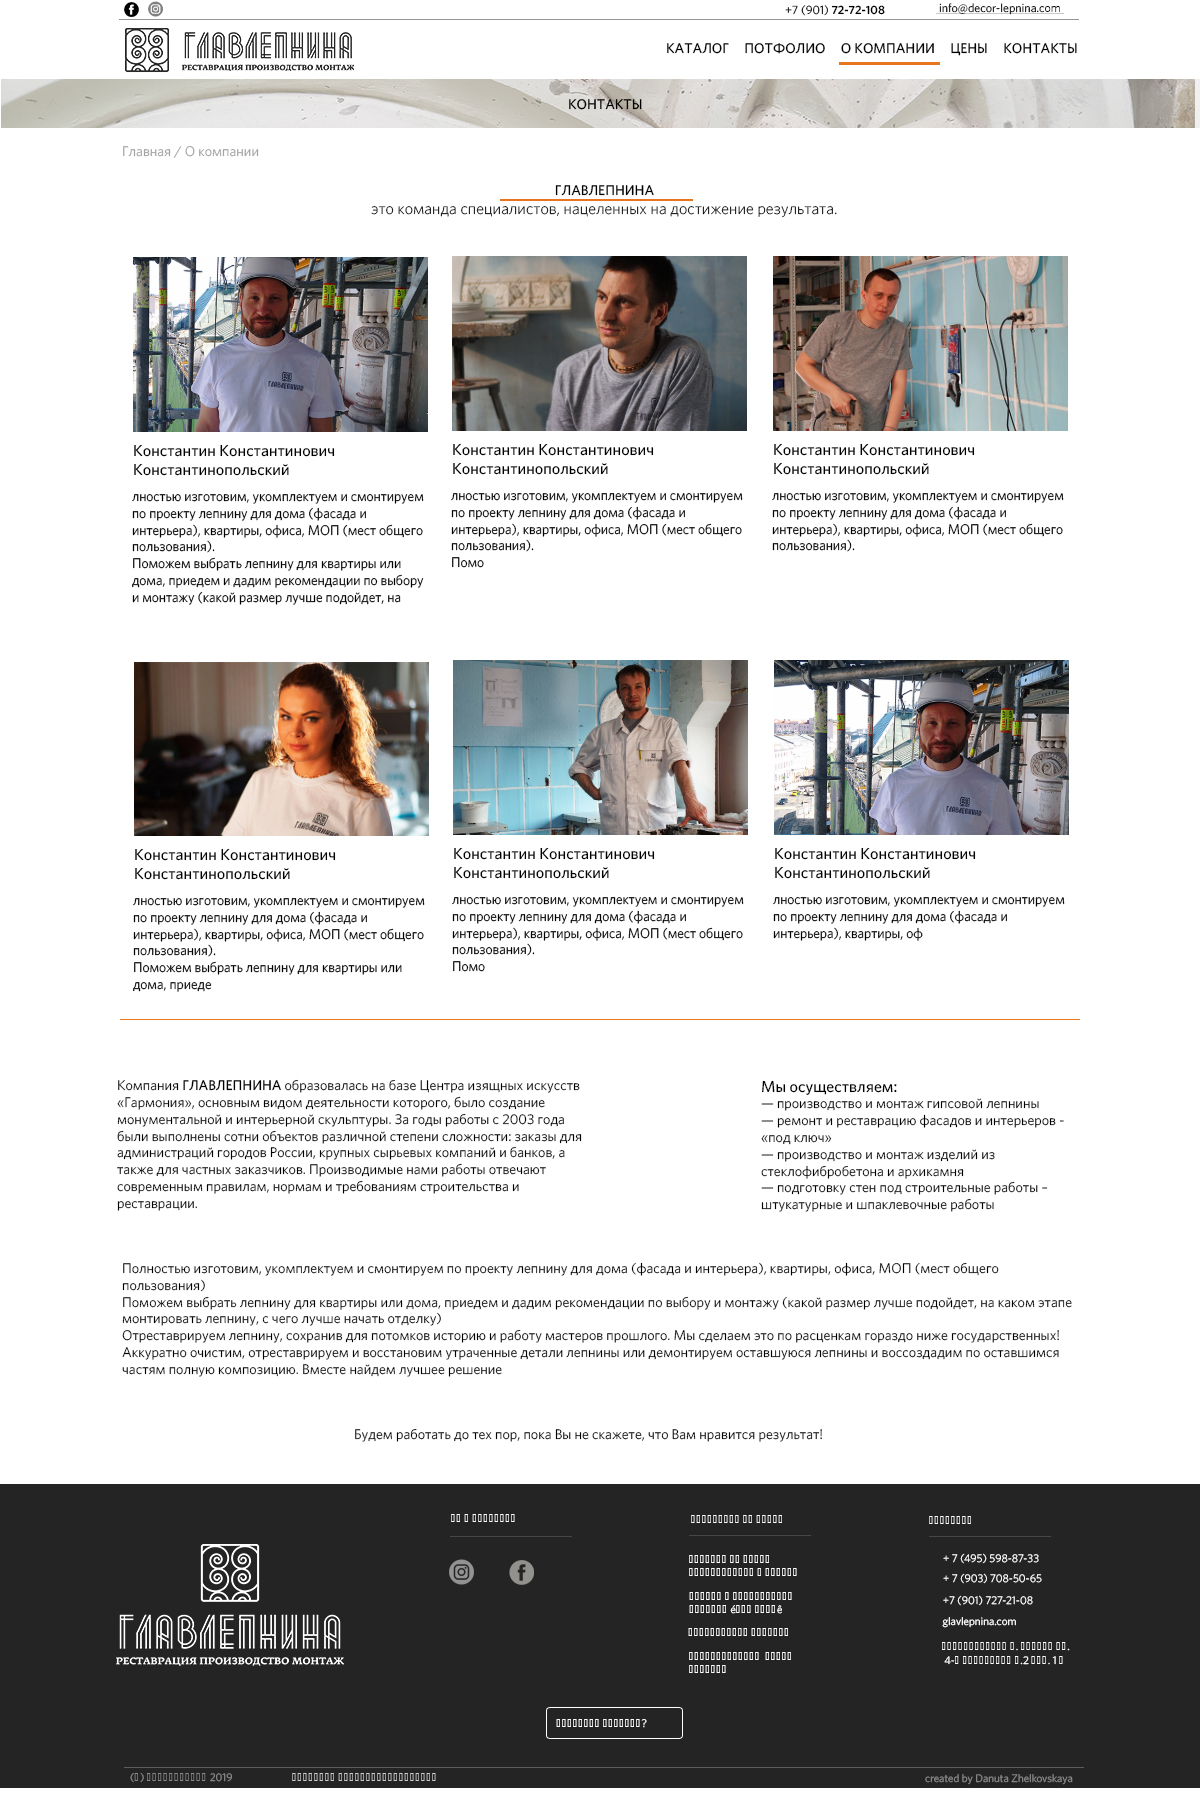 +7 (901) 72-72-108
info@decor-lepnina.com
ГЛАВЛЕПНИНА
РЕСТАВРАЦИЯ ПРОИЗВОДСТВО МОНТАЖ
КАТАЛОГ ПОТФОЛИО О КОМПАНИИ ЦЕНЫ КОНТАКТЫ
КОНТАКТЫ
Главная / О компании
ГЛАВЛЕПНИНА
это команда специалистов, нацеленных на достижение результата.
ГЛАВЛЕПНИНА
Константин Константинович
Константинопольский
лностью изготовим, укомплектуем и смонтируем
по проекту лепнину для дома (фасада и
интерьера), квартиры, офиса, МОП (мест общего
пользования).
Поможем выбрать лепнину для квартиры или
дома, приедем и дадим рекомендации по выбору
и монтажу (какой размер лучше подойдет, на
Константин Константинович
Константинопольский
лностью изготовим, укомплектуем и смонтируем
по проекту лепнину для дома (фасада и
интерьера), квартиры, офиса, МОП (мест общего
пользования).
Помо
Константин Константинович
Константинопольский
лностью изготовим, укомплектуем и смонтируем
по проекту лепнину для дома (фасада и
интерьера), квартиры, офиса, МОП (мест общего
пользования).
ГЛАВЛЕПНИНА
Константин Константинович
Константинопольский
лностью изготовим, укомплектуем и смонтируем
по проекту лепнину для дома (фасада и
интерьера), квартиры, офиса, МОП (мест общего
пользования).
Поможем выбрать лепнину для квартиры или
дома, приеде
Константин Константинович
Константинопольский
лностью изготовим, укомплектуем и смонтируем
по проекту лепнину для дома (фасада и
интерьера), квартиры, офиса, МОП (мест общего
пользования).
Помо
ГЛАВЛЕПНИНА
Константин Константинович
Константинопольский
лностью изготовим, укомплектуем и смонтируем
по проекту лепнину для дома (фасада и
интерьера), квартиры, оф
Компания ГЛАВЛЕПНИНА образовалась на базе Центра изящных искусств
«Гармония», основным видом деятельности которого, было создание
монументальной и интерьерной скульптуры. За годы работы с 2003 года
были выполнены сотни объектов различной степени сложности: заказы для
администраций городов России, крупных сырьевых компаний и банков, а
также для частных заказчиков. Производимые нами работы отвечают
современным правилам, нормам и требованиям строительства и
реставрации.
Мы осуществляем:
— производство и монтаж гипсовой лепнины
— ремонт и реставрацию фасадов и интерьеров -
«под ключ»
— производство и монтаж изделий из
стеклофибробетона и архикамня
— подготовку стен под строительные работы –
штукатурные и шпаклевочные работы
Полностью изготовим, укомплектуем и смонтируем по проекту лепнину для дома (фасада и интерьера), квартиры, офиса, МОП (мест общего
пользования)
Поможем выбрать лепнину для квартиры или дома, приедем и дадим рекомендации по выбору и монтажу (какой размер лучше подойдет, на каком этапе
монтировать лепнину, с чего лучше начать отделку)
Отреставрируем лепнину, сохранив для потомков историю и работу мастеров прошлого. Мы сделаем это по расценкам гораздо ниже государственных!
Аккуратно очистим, отреставрируем и восстановим утраченные детали лепнины или демонтируем оставшуюся лепнины и воссоздадим по оставшимся
частям полную композицию. Вместе найдем лучшее решение
Будем работать до тех пор, пока Вы не скажете, что Вам нравится результат!
ГЛАВЛЕПНИНА
РЕСТАВРАЦИЯ ПРОИЗВОДСТВО МОНТАЖ
+ 7 (495) 598-87-33
+ 7 (903) 708-50-65
+7 (901) 727-21-08
glavlepnina.com
2019
created by Danuta Zhelkovskaya